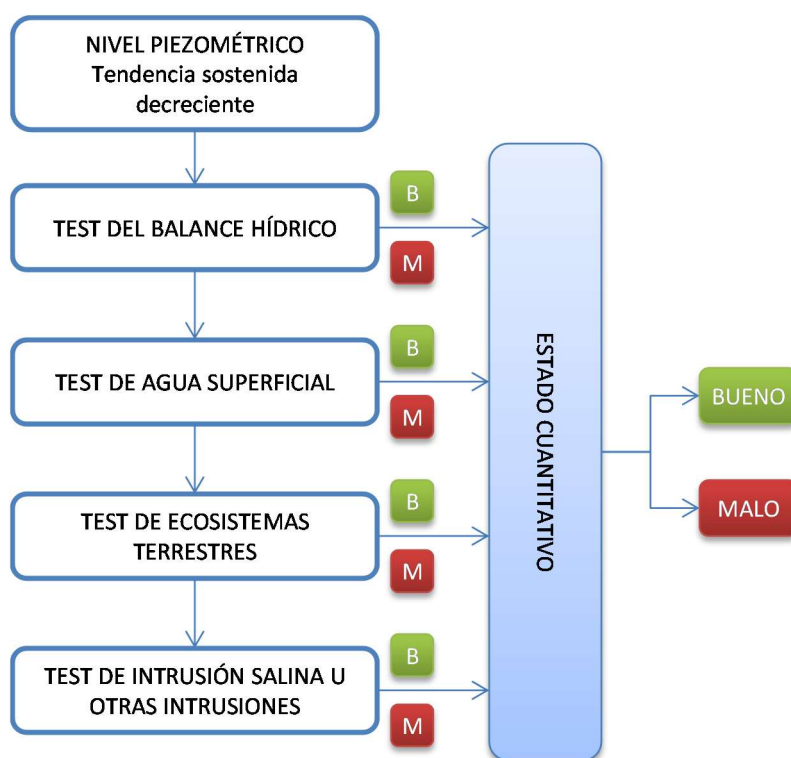 NIVEL PIEZOMÉTRICO
Tendencia sostenida
decreciente
TEST DEL BALANCE HÍDRICO
B
M
TEST DE AGUA SUPERFICIAL
B
M
TEST DE ECOSISTEMAS
TERRESTRES
B
M
TEST DE INTRUSIÓN SALINA U
OTRAS INTRUSIONES
B
M
ESTADO CUANTITATIVO
BUENO
MALO